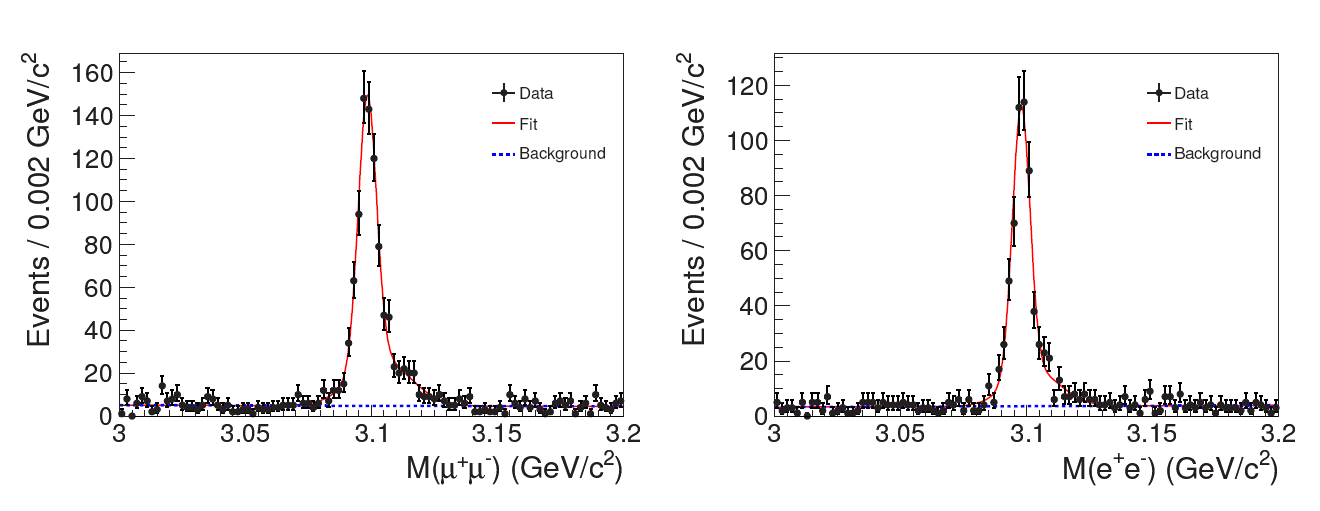 Events / 0.002 GeV/c²
160
140
120
100
80
60
40
20
0
Data
Fit
Background
3
3.05
3.1
3.15
3.2
M(μ⁺μ⁻) (GeV/c²)
Events / 0.002 GeV/c²
120
100
80
60
40
20
0
Data
Fit
Background
3
3.05
3.1
3.15
3.2
M(e⁺e⁻) (GeV/c²)